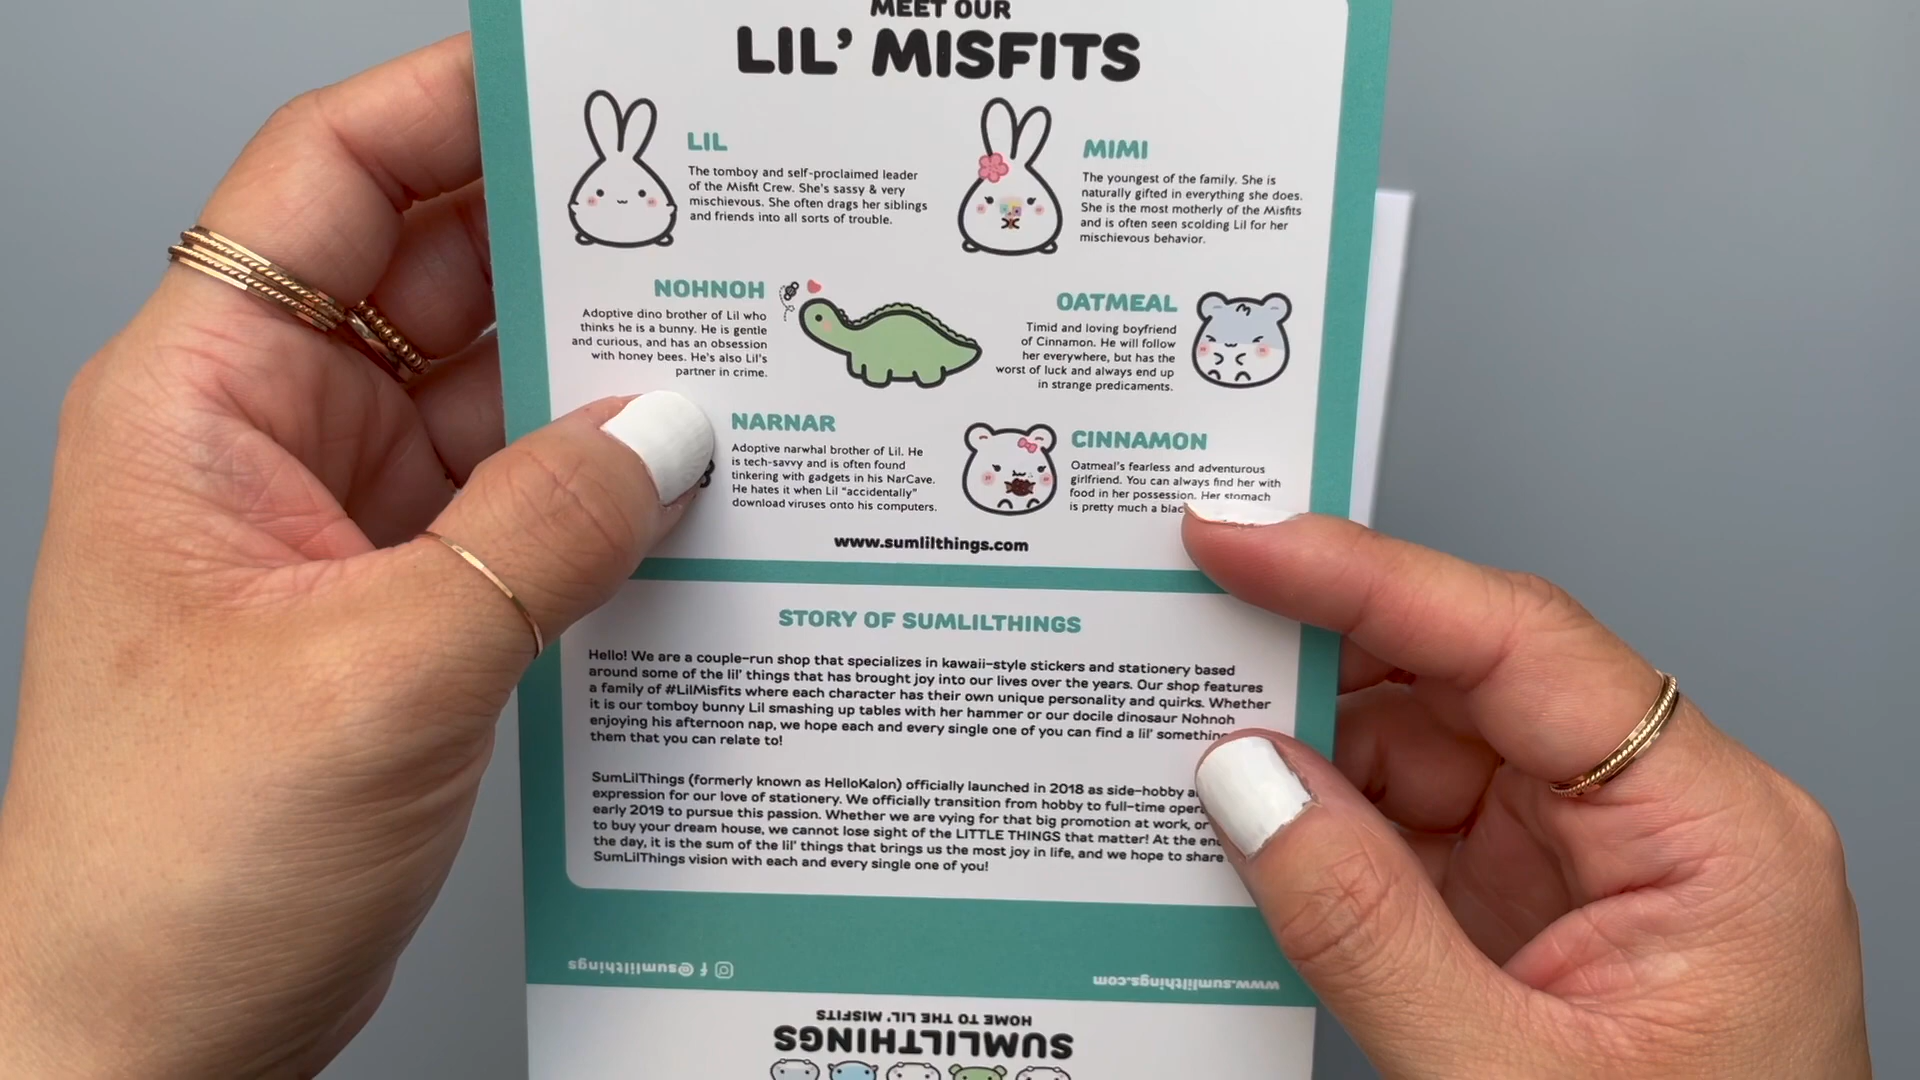 MEET OUR
LIL' MISFITS
LIL
The tomboy and self-proclaimed leader
of the Misfit Crew. She's sassy & very
mischievous. She often drags her siblings
and friends into all sorts of trouble.
MIMI
The youngest of the family. She is
naturally gifted in everything she does.
She is the most motherly of the Misfits
and is often seen scolding Lil for her
mischievous behavior.
NOHNOH
Adoptive dino brother of Lil who
thinks he is a bunny. He is gentle
and curious, and has an obsession
with honey bees. He's also Lil's
partner in crime.
OATMEAL
Timid and loving boyfriend
of Cinnamon. He will follow
her everywhere, but has the
worst of luck and always end up
in strange predicaments.
NARNAR
Adoptive narwhal brother of Lil. He
is tech-savvy and is often found
tinkering with gadgets in his NarCave.
He hates it when Lil "accidentally"
download viruses onto his computers.
CINNAMON
Oatmeal's fearless and adventurous
girlfriend. You can always find her with
food in her possession. Her stomach
is pretty much a
www.sumlilthings.com
STORY OF SUMLILTHINGS
Hello! We are a couple-run shop that specializes in kawaii-style stickers and stationery based
around some of the lil' things that has brought joy into our lives over the years. Our shop features
a family of #LilMisfits where each character has their own unique personality and quirks. Whether
it is our tomboy bunny Lil smashing up tables with her hammer or our docile dinosaur Nohnoh
enjoying his afternoon nap, we hope each and every single one of you can find a lil' something
them that you can relate to!
SumLilThings (formerly known as HelloKalon) officially launched in 2018 as side-hobby
expression for our love of stationery. We officially transition from hobby to full-time
early 2019 to pursue this passion. Whether we are vying for that big promotion at work, or
to buy your dream house, we cannot lose sight of the LITTLE THINGS that matter! At the end
the day, it is the sum of the lil' things that brings us the most joy in life, and we hope to share
SumLilThings vision with each and every single one of you!
@sumlilthings
www.sumlilthings.com
HOME TO THE LIL' MISFITS
SUMLILTHINGS